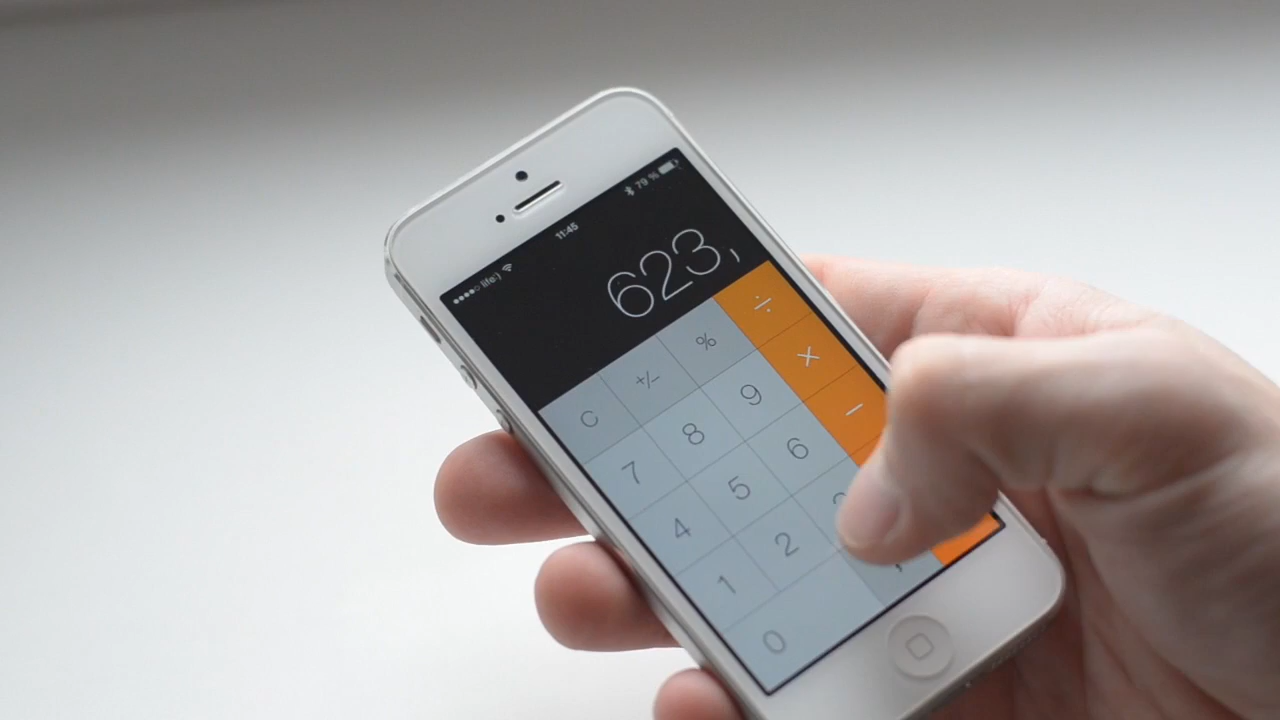 ●●●●○ life:) 11:45 79 %
623,
C +/− % ÷
7 8 9 ×
4 5 6 −
1 2
0 ,